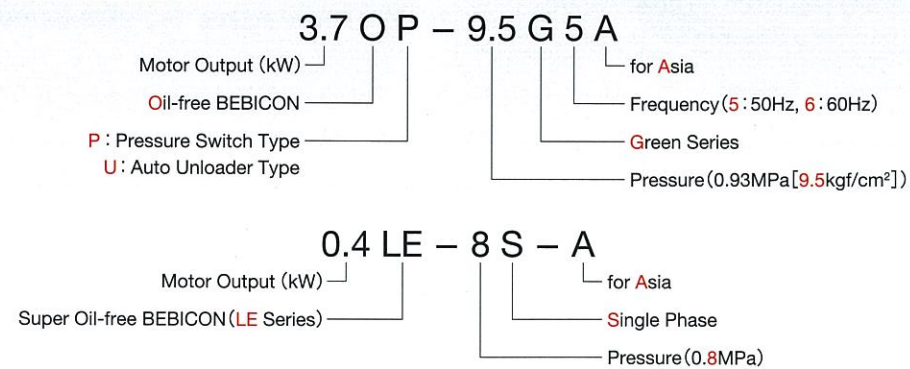 3.7 O P – 9.5 G 5 A
Motor Output (kW)
for Asia
Oil-free BEBICON
Frequency(5:50Hz, 6:60Hz)
P : Pressure Switch Type
Green Series
U : Auto Unloader Type
Pressure(0.93MPa[9.5kgf/cm²])
0.4 LE – 8 S – A
Motor Output (kW)
for Asia
Super Oil-free BEBICON(LE Series)
Single Phase
Pressure(0.8MPa)